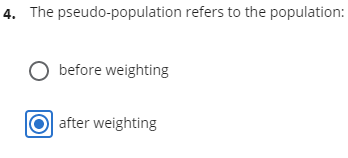 4. The pseudo-population refers to the population:
before weighting
after weighting